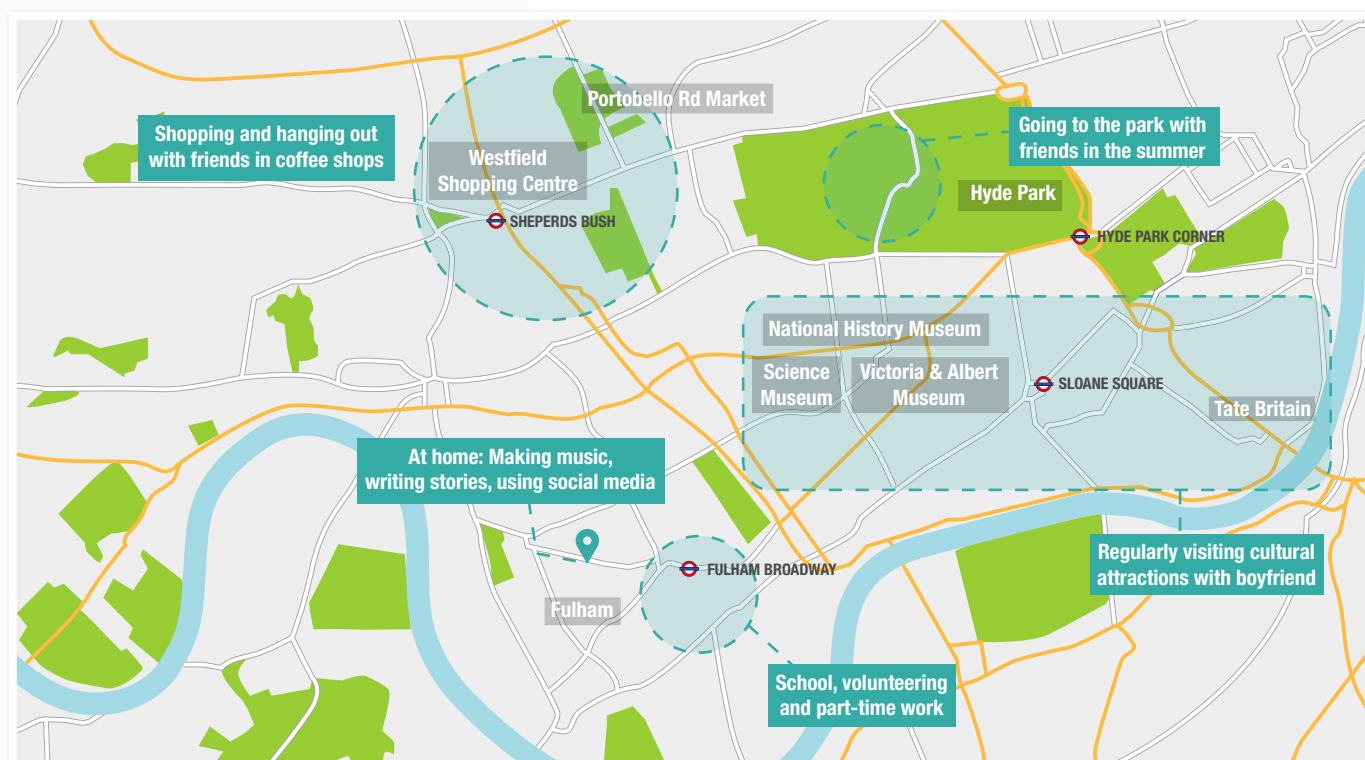 Portobello Rd Market
Shopping and hanging out
with friends in coffee shops
Westfield
Shopping Centre
SHEPERDS BUSH
Going to the park with
friends in the summer
Hyde Park
HYDE PARK CORNER
National History Museum
Science
Museum
Victoria & Albert
Museum
SLOANE SQUARE
Tate Britain
At home: Making music,
writing stories, using social media
FULHAM BROADWAY
Fulham
Regularly visiting cultural
attractions with boyfriend
School, volunteering
and part-time work